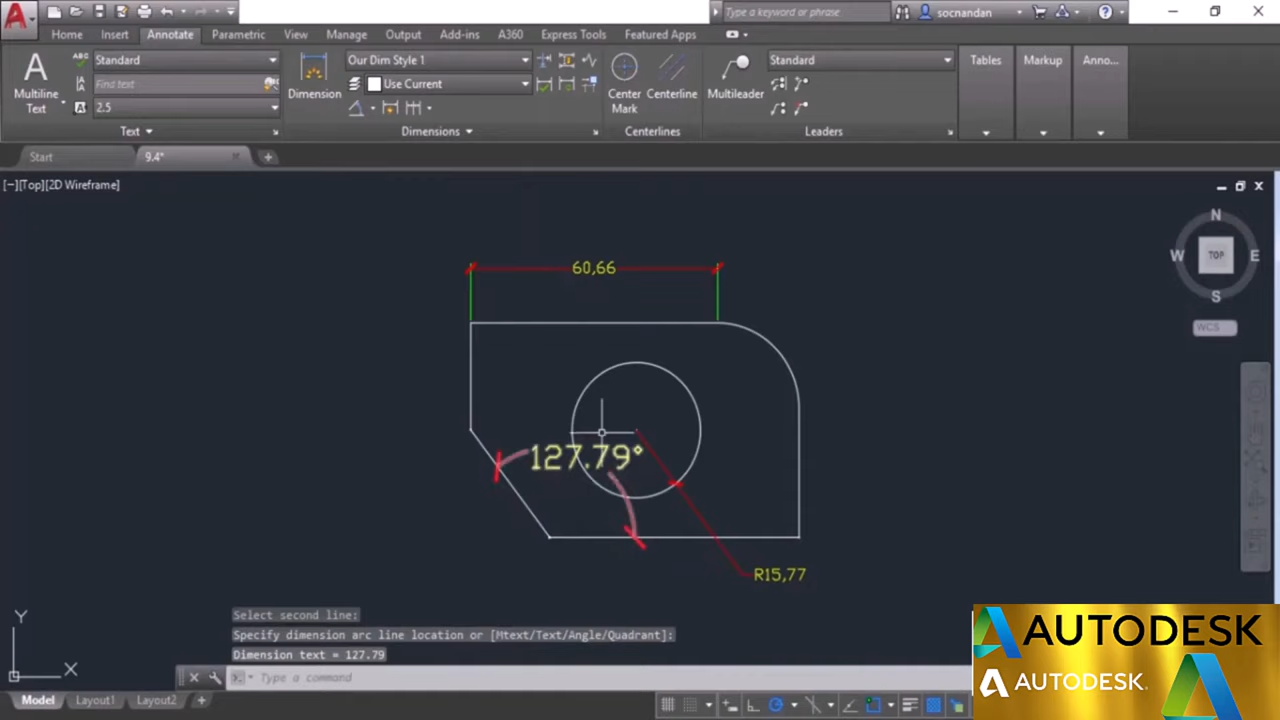 Type a keyword or phrase
socnandan
Home Insert Annotate Parametric View Manage Output Add-ins A360 Express Tools Featured Apps
Standard
Find text
2.5
Multiline Text
Text
Dimension
Our Dim Style 1
Use Current
Dimensions
Center Mark
Centerline
Centerlines
Multileader
Standard
Leaders
Tables
Markup
Anno...
Start
9.4*
[−][Top][2D Wireframe]
N
W TOP E
S
WCS
60,66
127.79°
R15,77
Y
X
Select second line:
Specify dimension arc line location or [Mtext/Text/Angle/Quadrant]:
Dimension text = 127.79
Type a command
Model Layout1 Layout2
AUTODESK
AUTODESK.